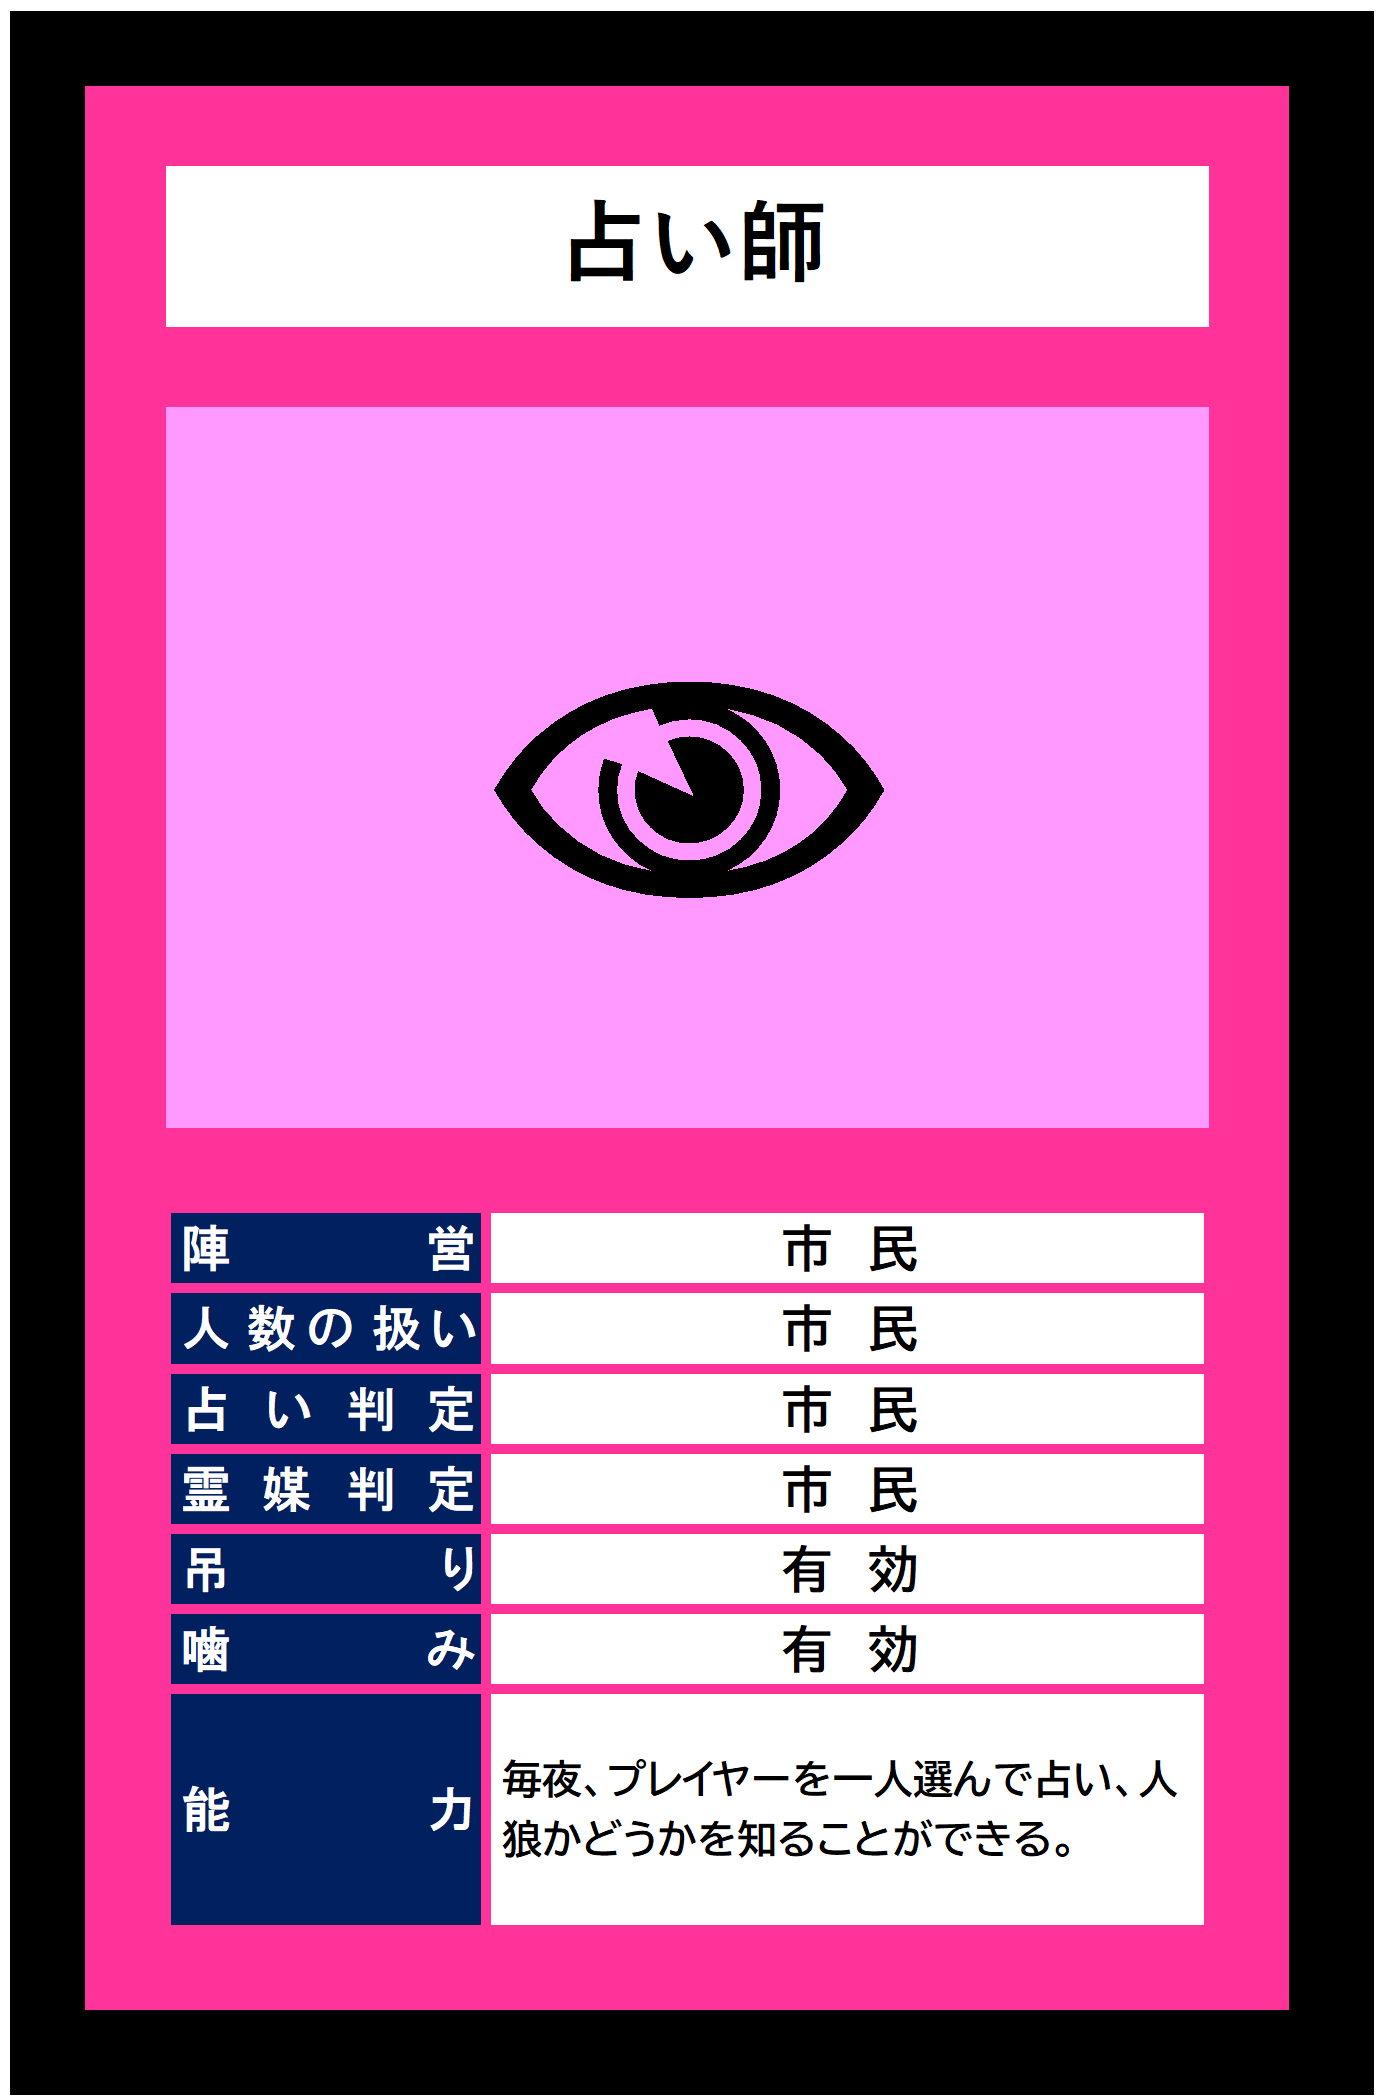 占い師
陣営 市民
人数の扱い 市民
占い判定 市民
霊媒判定 市民
吊り 有効
噛み 有効
能力 毎夜、プレイヤーを一人選んで占い、人
狼かどうかを知ることができる。